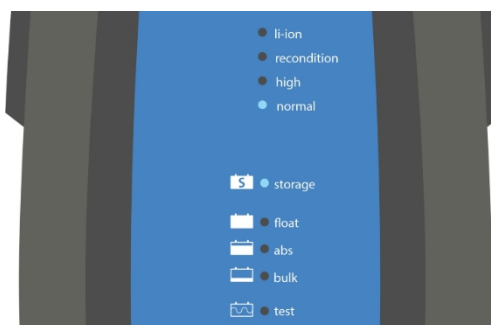 li-ion
recondition
high
normal
S storage
float
abs
bulk
test